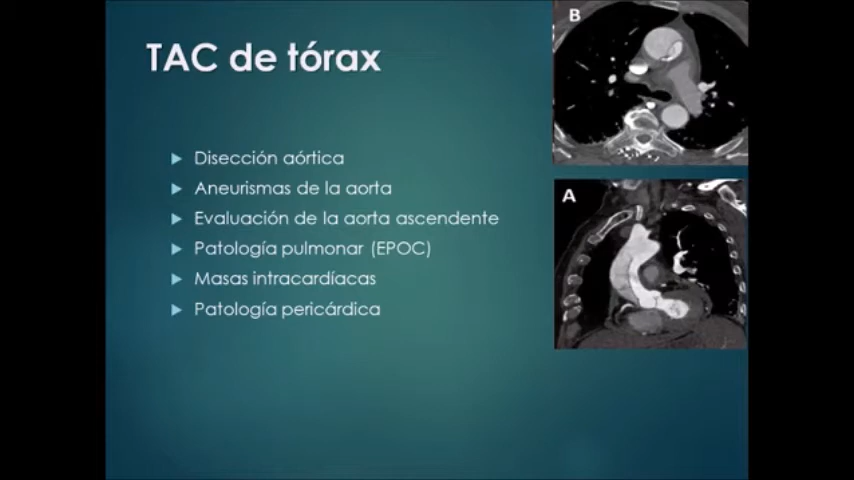 TAC de tórax
Disección aórtica
Aneurismas de la aorta
Evaluación de la aorta ascendente
Patología pulmonar (EPOC)
Masas intracardíacas
Patología pericárdica
B
A